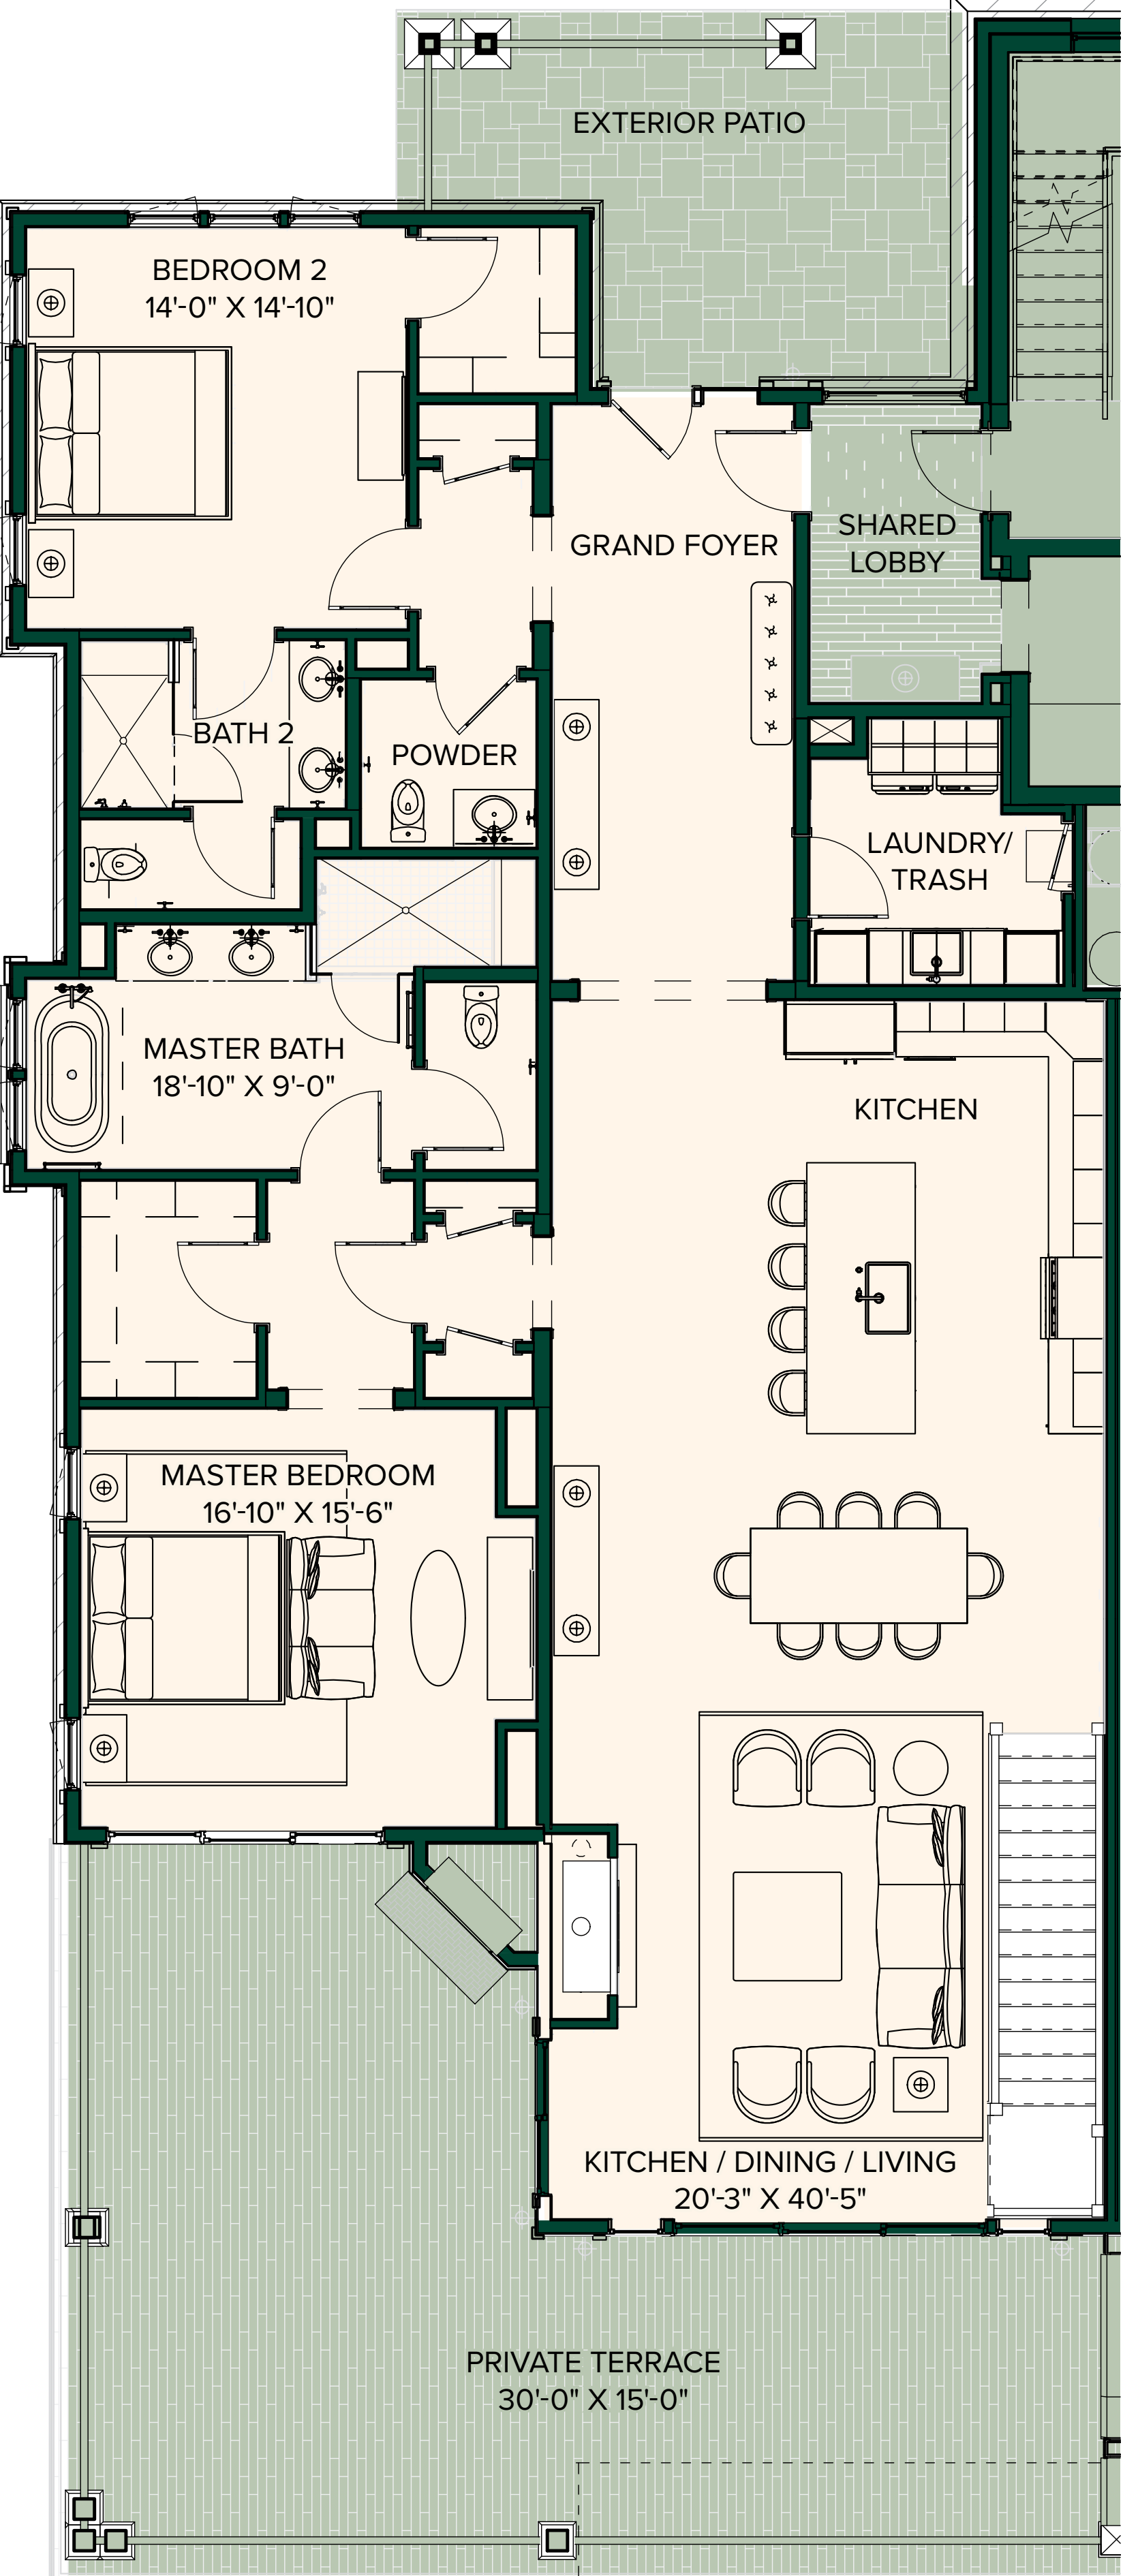 EXTERIOR PATIO
BEDROOM 2
14'-0" X 14'-10"
GRAND FOYER
SHARED
LOBBY
BATH 2
POWDER
LAUNDRY/
TRASH
MASTER BATH
18'-10" X 9'-0"
KITCHEN
MASTER BEDROOM
16'-10" X 15'-6"
KITCHEN / DINING / LIVING
20'-3" X 40'-5"
PRIVATE TERRACE
30'-0" X 15'-0"